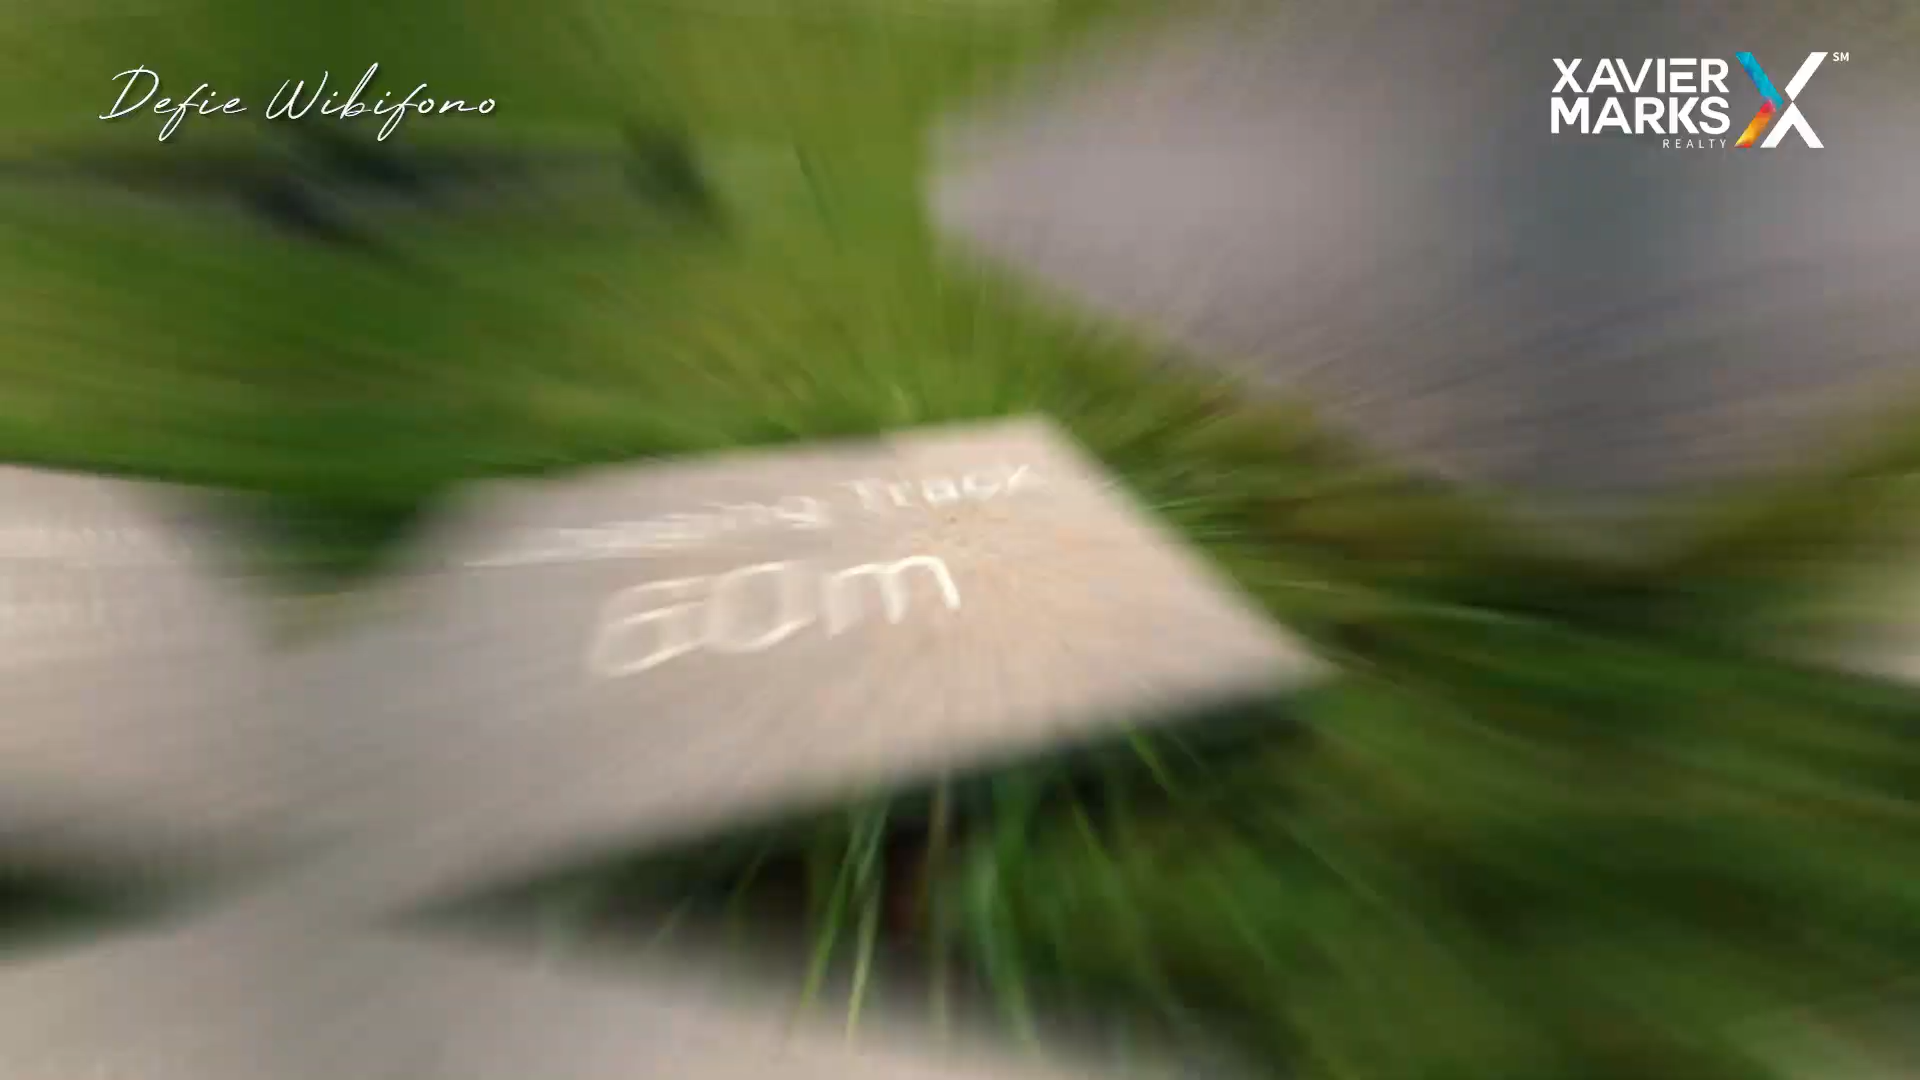 Defie Wibifono
XAVIER
MARKS
SM
REALTY
Track
60m